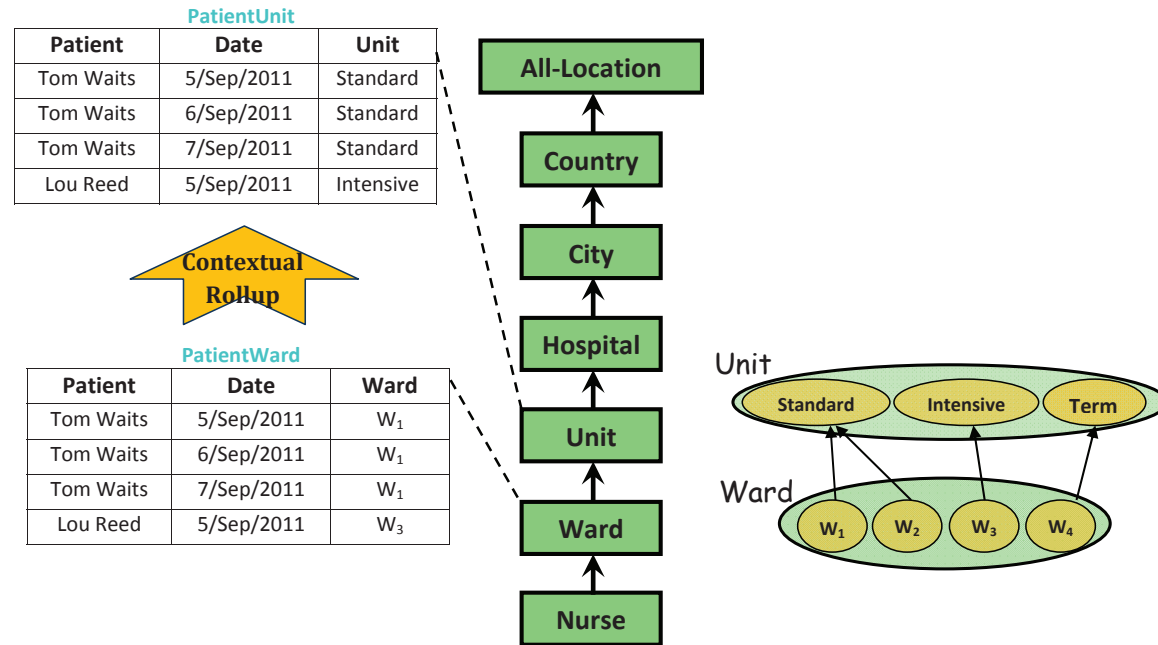 PatientUnit
Patient Date Unit
Tom Waits 5/Sep/2011 Standard
Tom Waits 6/Sep/2011 Standard
Tom Waits 7/Sep/2011 Standard
Lou Reed 5/Sep/2011 Intensive
Contextual
Rollup
PatientWard
Patient Date Ward
Tom Waits 5/Sep/2011 W₁
Tom Waits 6/Sep/2011 W₁
Tom Waits 7/Sep/2011 W₁
Lou Reed 5/Sep/2011 W₃
All-Location
Country
City
Hospital
Unit
Ward
Nurse
Unit
Standard Intensive Term
Ward
W₁ W₂ W₃ W₄